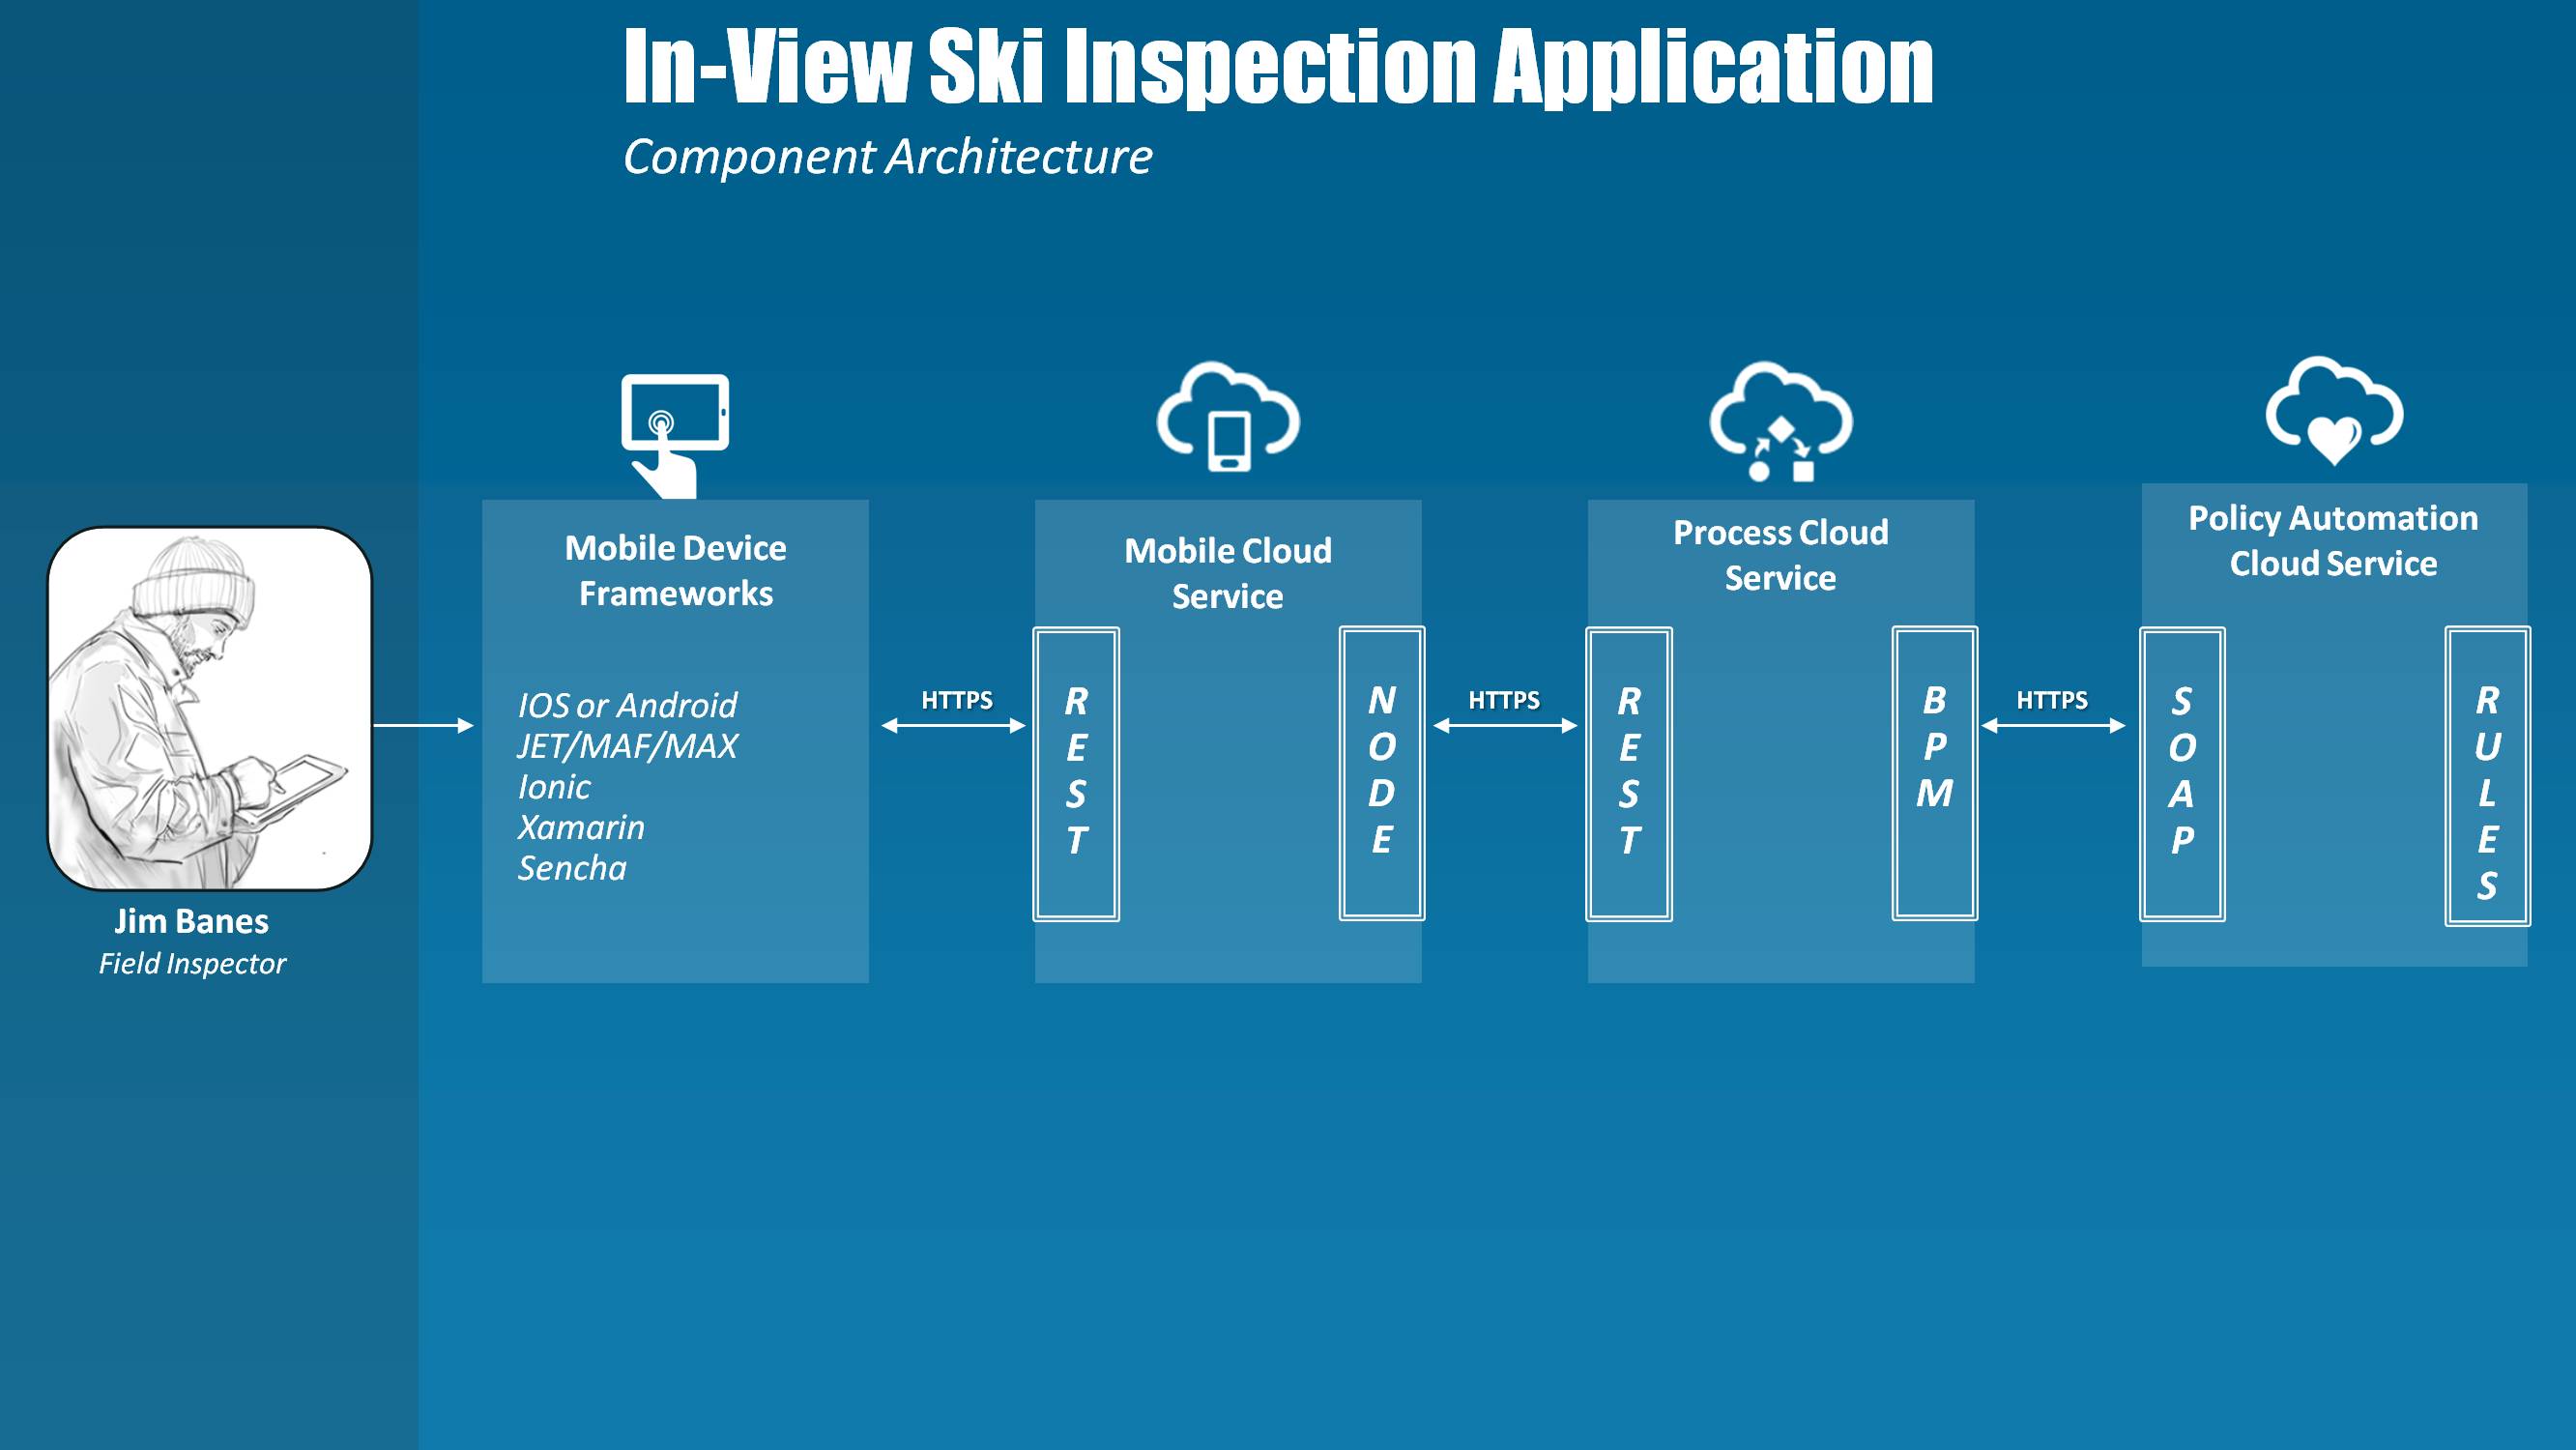 In-View Ski Inspection Application
Component Architecture
Jim Banes
Field Inspector
Mobile Device
Frameworks
IOS or Android
JET/MAF/MAX
Ionic
Xamarin
Sencha
HTTPS
Mobile Cloud
Service
REST
NODE
HTTPS
Process Cloud
Service
REST
BPM
HTTPS
Policy Automation
Cloud Service
SOAP
RULES